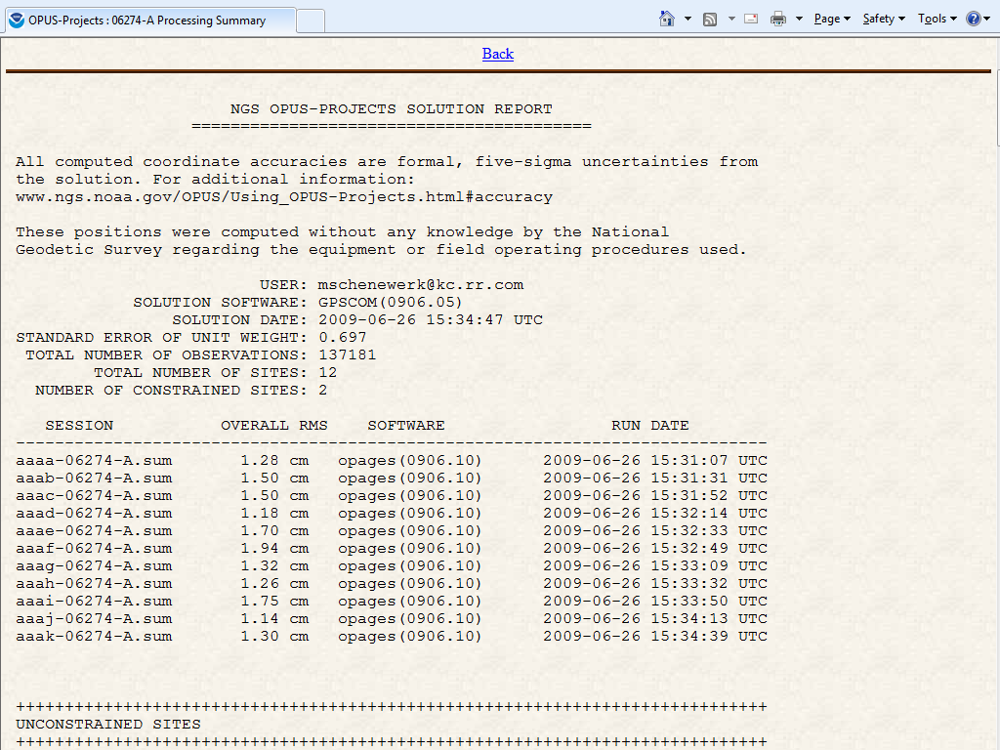 OPUS-Projects : 06274-A Processing Summary
Page Safety Tools
Back
NGS OPUS-PROJECTS SOLUTION REPORT
=========================================
All computed coordinate accuracies are formal, five-sigma uncertainties from
the solution. For additional information:
www.ngs.noaa.gov/OPUS/Using_OPUS-Projects.html#accuracy
These positions were computed without any knowledge by the National
Geodetic Survey regarding the equipment or field operating procedures used.
USER: mschenewerk@kc.rr.com
SOLUTION SOFTWARE: GPSCOM(0906.05)
SOLUTION DATE: 2009-06-26 15:34:47 UTC
STANDARD ERROR OF UNIT WEIGHT: 0.697
TOTAL NUMBER OF OBSERVATIONS: 137181
TOTAL NUMBER OF SITES: 12
NUMBER OF CONSTRAINED SITES: 2
SESSION OVERALL RMS SOFTWARE RUN DATE
-----------------------------------------------------------------------------
aaaa-06274-A.sum 1.28 cm opages(0906.10) 2009-06-26 15:31:07 UTC
aaab-06274-A.sum 1.50 cm opages(0906.10) 2009-06-26 15:31:31 UTC
aaac-06274-A.sum 1.50 cm opages(0906.10) 2009-06-26 15:31:52 UTC
aaad-06274-A.sum 1.18 cm opages(0906.10) 2009-06-26 15:32:14 UTC
aaae-06274-A.sum 1.70 cm opages(0906.10) 2009-06-26 15:32:33 UTC
aaaf-06274-A.sum 1.94 cm opages(0906.10) 2009-06-26 15:32:49 UTC
aaag-06274-A.sum 1.32 cm opages(0906.10) 2009-06-26 15:33:09 UTC
aaah-06274-A.sum 1.26 cm opages(0906.10) 2009-06-26 15:33:32 UTC
aaai-06274-A.sum 1.75 cm opages(0906.10) 2009-06-26 15:33:50 UTC
aaaj-06274-A.sum 1.14 cm opages(0906.10) 2009-06-26 15:34:13 UTC
aaak-06274-A.sum 1.30 cm opages(0906.10) 2009-06-26 15:34:39 UTC
+++++++++++++++++++++++++++++++++++++++++++++++++++++++++++++++++++++++++++++
UNCONSTRAINED SITES
+++++++++++++++++++++++++++++++++++++++++++++++++++++++++++++++++++++++++++++